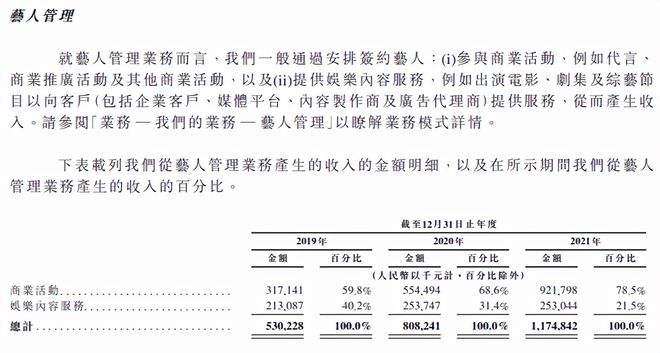 藝人管理
就藝人管理業務而言，我們一般通過安排簽約藝人：(i)參與商業活動，例如代言、
商業推廣活動及其他商業活動，以及(ii)提供娛樂內容服務，例如出演電影、劇集及綜藝節
目以向客戶(包括企業客戶、媒體平台、內容製作商及廣告代理商)提供服務，從而產生收
入。請參閱「業務 — 我們的業務 — 藝人管理」以瞭解業務模式詳情。
下表載列我們從藝人管理業務產生的收入的金額明細，以及在所示期間我們從藝人
管理業務產生的收入的百分比。
截至12月31日止年度
2019年 2020年 2021年
金額 百分比 金額 百分比 金額 百分比
(人民幣以千元計，百分比除外)
商業活動 317,141 59.8% 554,494 68.6% 921,798 78.5%
娛樂內容服務 213,087 40.2% 253,747 31.4% 253,044 21.5%
總計 530,228 100.0% 808,241 100.0% 1,174,842 100.0%